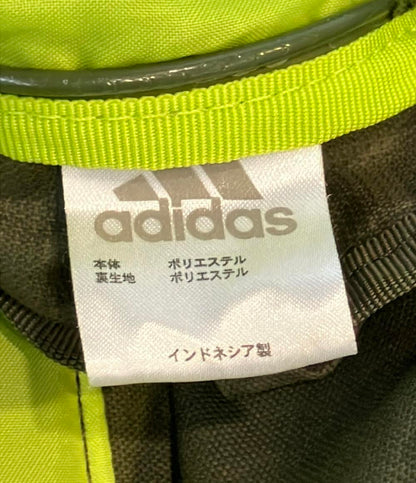 adidas
本体 ポリエステル
裏生地 ポリエステル
インドネシア製